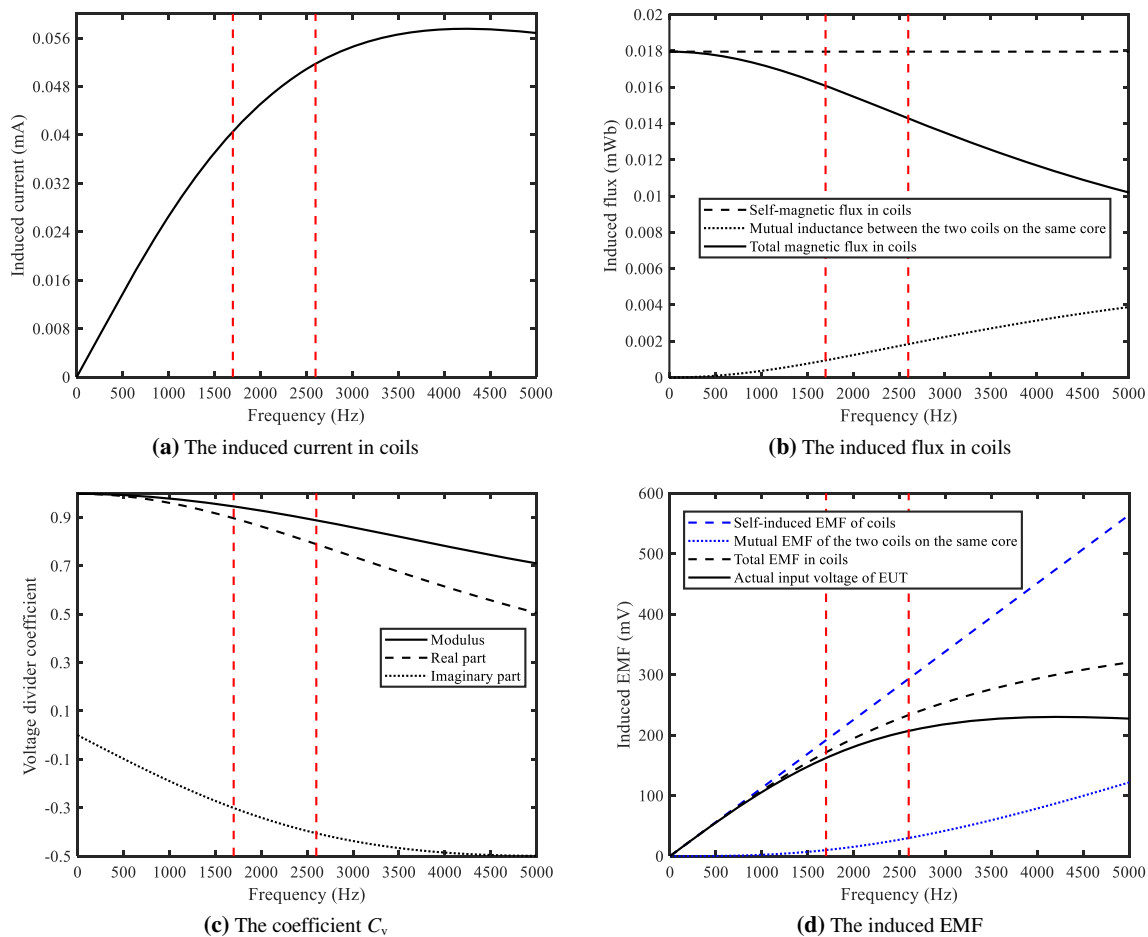 0.056
0.048
0.04
0.032
0.024
0.016
0.008
0
Induced current (mA)
0 500 1000 1500 2000 2500 3000 3500 4000 4500 5000
Frequency (Hz)
(a) The induced current in coils
0.02
0.018
0.016
0.014
0.012
0.01
0.008
0.006
0.004
0.002
0
Induced flux (mWb)
Self-magnetic flux in coils
Mutual inductance between the two coils on the same core
Total magnetic flux in coils
0 500 1000 1500 2000 2500 3000 3500 4000 4500 5000
Frequency (Hz)
(b) The induced flux in coils
0.9
0.7
0.5
0.3
0.1
-0.1
-0.3
-0.5
Voltage divider coefficient
Modulus
Real part
Imaginary part
0 500 1000 1500 2000 2500 3000 3500 4000 4500 5000
Frequency (Hz)
(c) The coefficient Cv
600
500
400
300
200
100
0
Induced EMF (mV)
Self-induced EMF of coils
Mutual EMF of the two coils on the same core
Total EMF in coils
Actual input voltage of EUT
0 500 1000 1500 2000 2500 3000 3500 4000 4500 5000
Frequency (Hz)
(d) The induced EMF